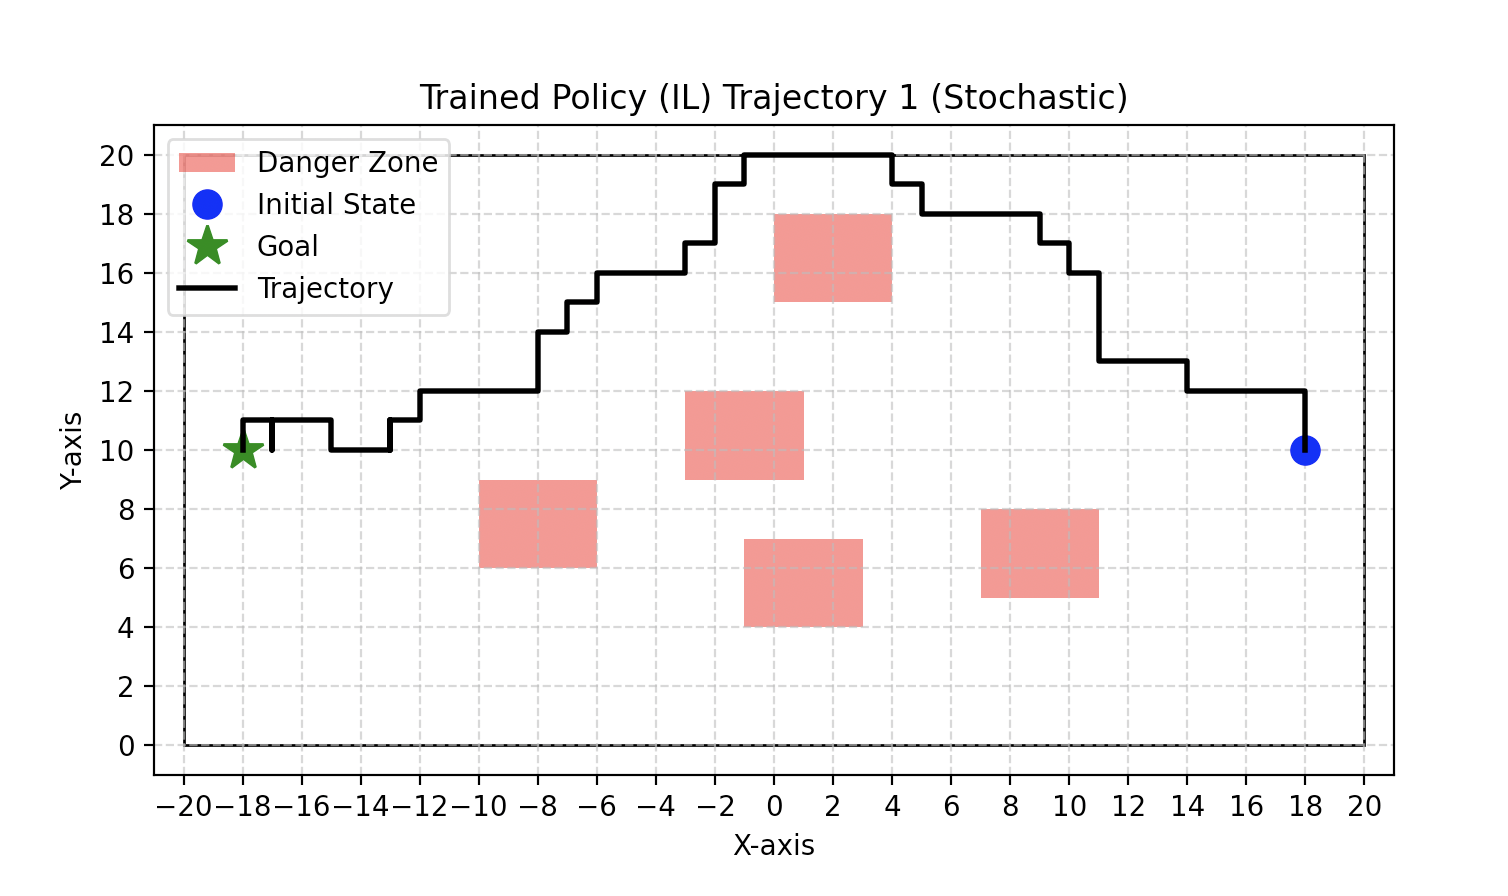 Trained Policy (IL) Trajectory 1 (Stochastic)
Danger Zone
Initial State
Goal
Trajectory
20
18
16
14
12
10
8
6
4
2
0
Y-axis
−20 −18 −16 −14 −12 −10 −8 −6 −4 −2 0 2 4 6 8 10 12 14 16 18 20
X-axis